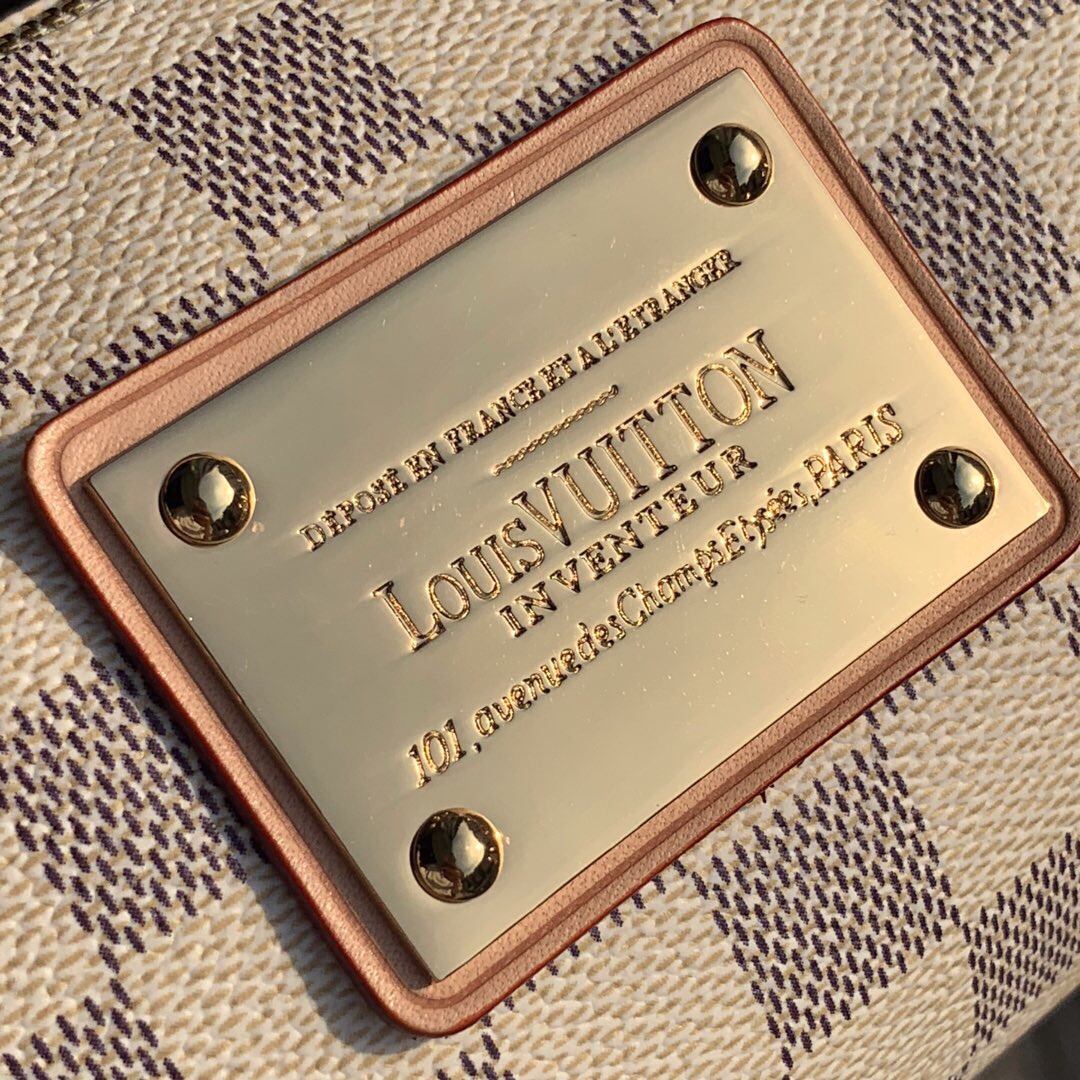 DÉPOSÉ EN FRANCE ET A L'ETRANGER
LOUIS VUITTON
INVENTEUR
101, avenue des Champs Elysées, PARIS